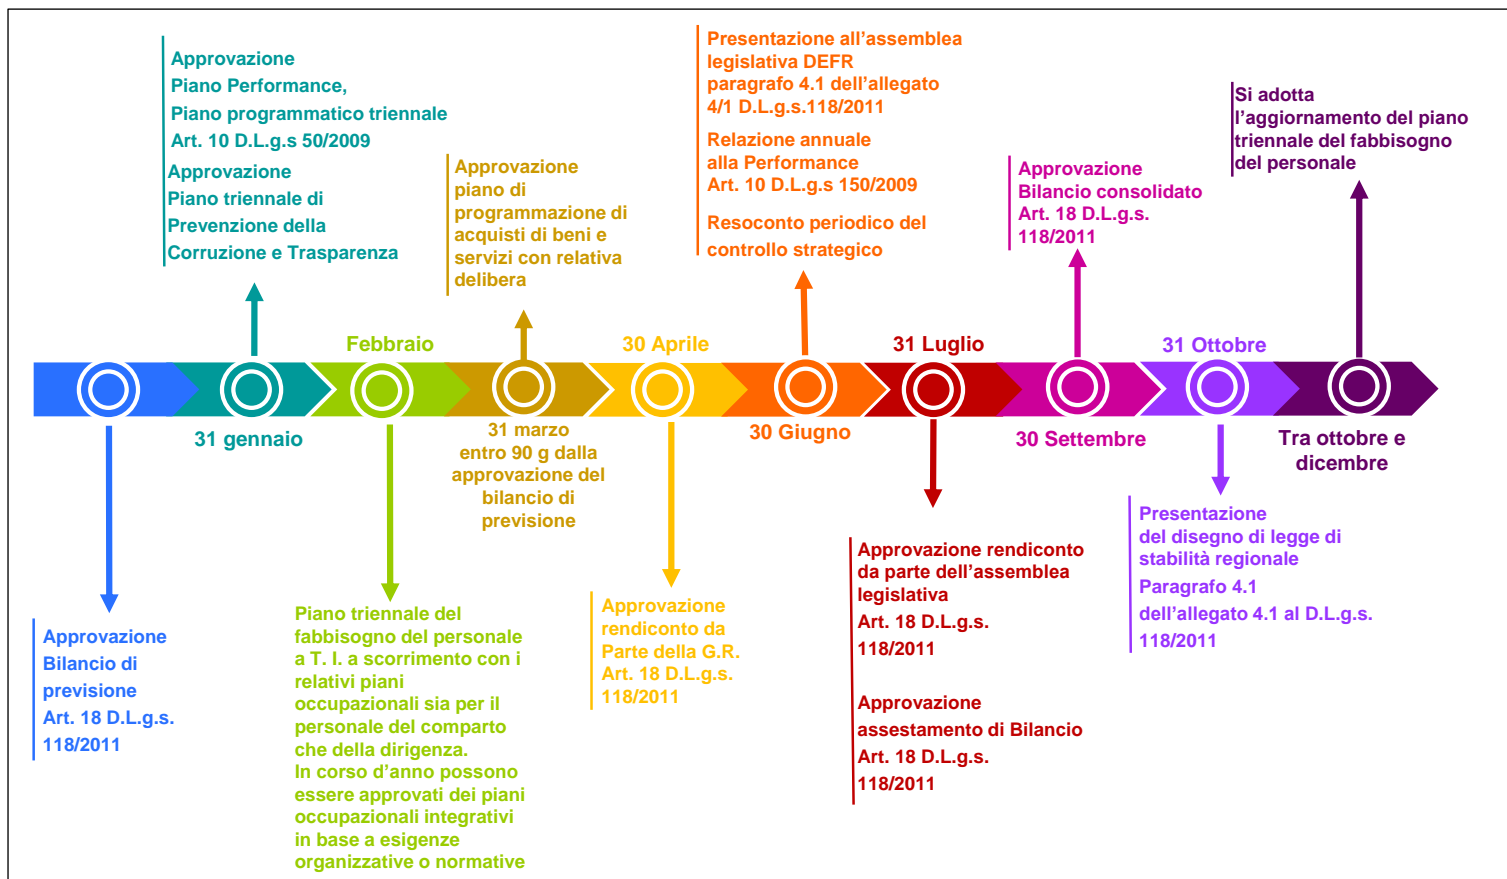 Approvazione
Piano Performance,
Piano programmatico triennale
Art. 10 D.L.g.s 50/2009
Approvazione
Piano triennale di
Prevenzione della
Corruzione e Trasparenza
Approvazione
piano di
programmazione di
acquisti di beni e
servizi con relativa
delibera
Presentazione all'assemblea
legislativa DEFR
paragrafo 4.1 dell'allegato
4/1 D.L.g.s.118/2011
Relazione annuale
alla Performance
Art. 10 D.L.g.s 150/2009
Resoconto periodico del
controllo strategico
Approvazione
Bilancio consolidato
Art. 18 D.L.g.s.
118/2011
Si adotta
l'aggiornamento del piano
triennale del fabbisogno
del personale
Febbraio
30 Aprile
31 Luglio
31 Ottobre
31 gennaio
31 marzo
entro 90 g dalla
approvazione del
bilancio di
previsione
30 Giugno
30 Settembre
Tra ottobre e
dicembre
Approvazione
Bilancio di
previsione
Art. 18 D.L.g.s.
118/2011
Piano triennale del
fabbisogno del personale
a T. I. a scorrimento con i
relativi piani
occupazionali sia per il
personale del comparto
che della dirigenza.
In corso d'anno possono
essere approvati dei piani
occupazionali integrativi
in base a esigenze
organizzative o normative
Approvazione
rendiconto da
Parte della G.R.
Art. 18 D.L.g.s.
118/2011
Approvazione rendiconto
da parte dell'assemblea
legislativa
Art. 18 D.L.g.s.
118/2011
Approvazione
assestamento di Bilancio
Art. 18 D.L.g.s.
118/2011
Presentazione
del disegno di legge di
stabilità regionale
Paragrafo 4.1
dell'allegato 4.1 al D.L.g.s.
118/2011